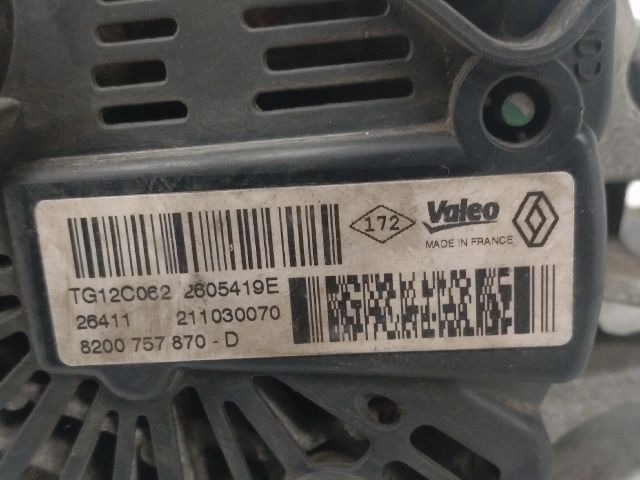 172 Valeo
MADE IN FRANCE
TG12C062 2605419E
26411 211030070
8200 757 870 - D